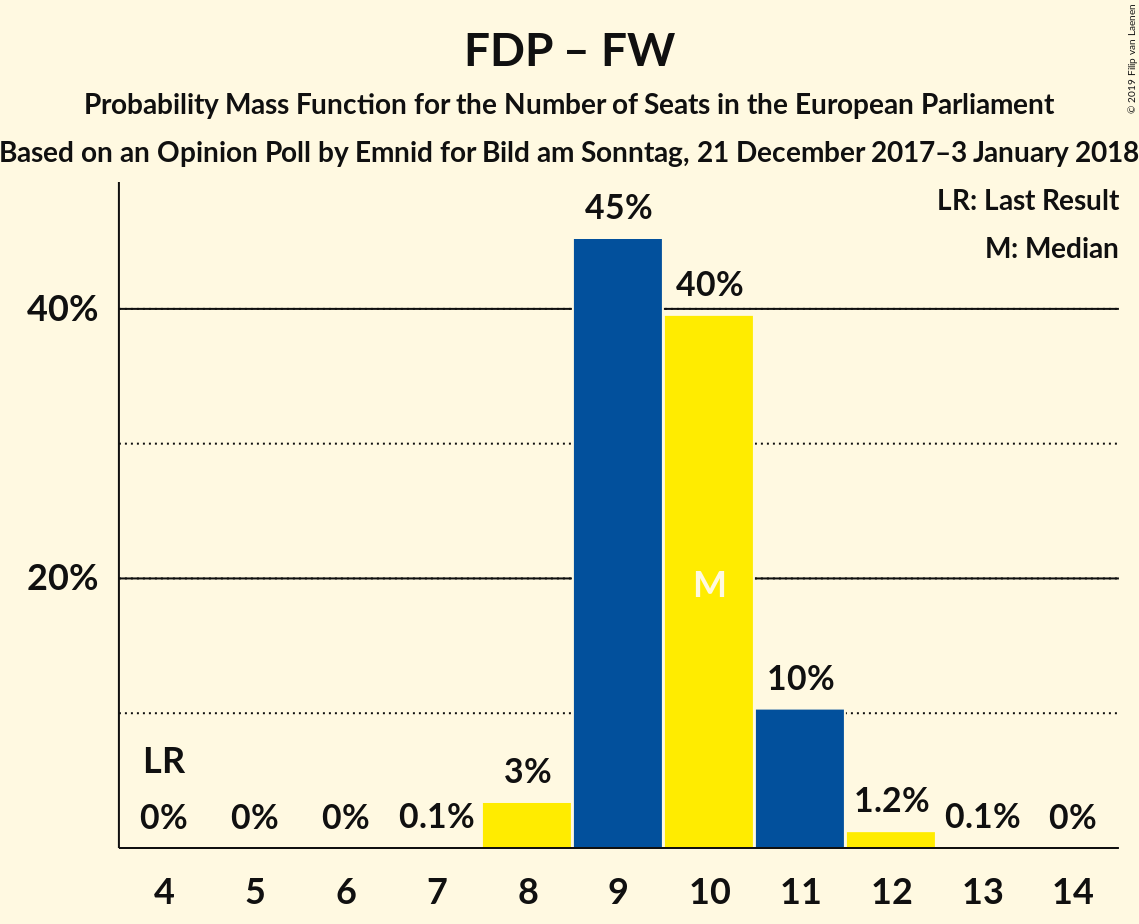 FDP – FW
Probability Mass Function for the Number of Seats in the European Parliament
Based on an Opinion Poll by Emnid for Bild am Sonntag, 21 December 2017–3 January 2018
© 2019 Filip van Laenen
LR: Last Result
M: Median
45%
40%
40%
20%
M
10%
LR
3%
1.2%
0% 0% 0% 0.1% 0.1% 0%
4 5 6 7 8 9 10 11 12 13 14